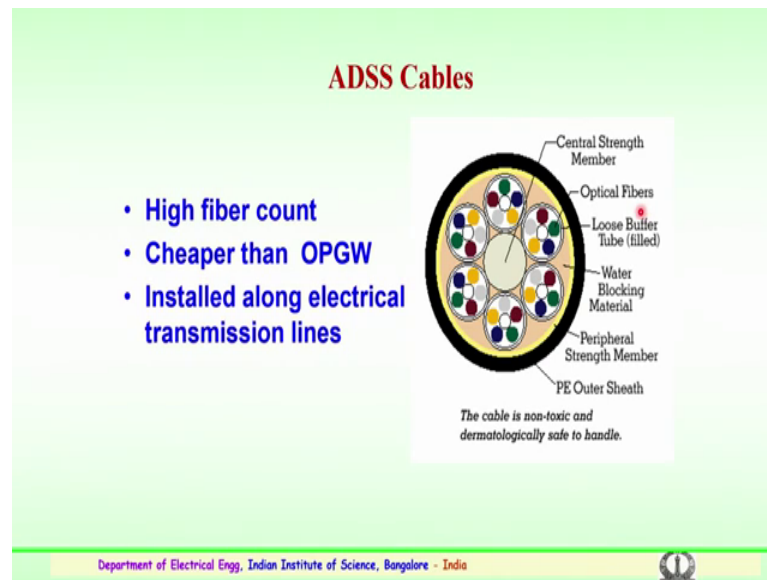 ADSS Cables
• High fiber count
• Cheaper than OPGW
• Installed along electrical
transmission lines
Central Strength
Member
Optical Fibers
Loose Buffer
Tube (filled)
Water
Blocking
Material
Peripheral
Strength Member
PE Outer Sheath
The cable is non-toxic and
dermatologically safe to handle.
Department of Electrical Engg, Indian Institute of Science, Bangalore - India